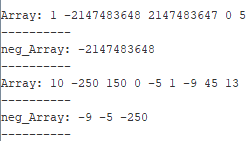 Array: 1 -2147483648 2147483647 0 5
----------
neg_Array: -2147483648
----------
Array: 10 -250 150 0 -5 1 -9 45 13
----------
neg_Array: -9 -5 -250
----------